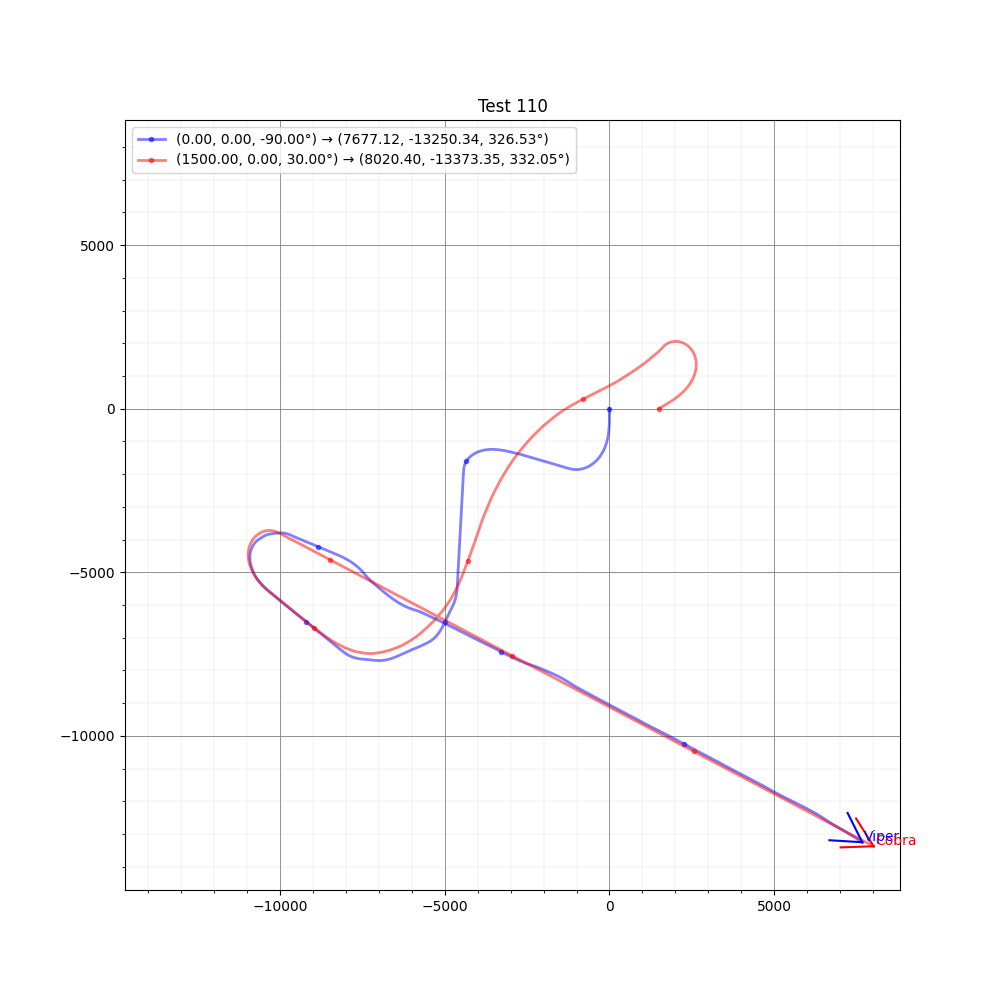 Test 110
(0.00, 0.00, -90.00°) → (7677.12, -13250.34, 326.53°)
(1500.00, 0.00, 30.00°) → (8020.40, -13373.35, 332.05°)
5000
0
−5000
−10000
Viper
Cobra
−10000 −5000 0 5000